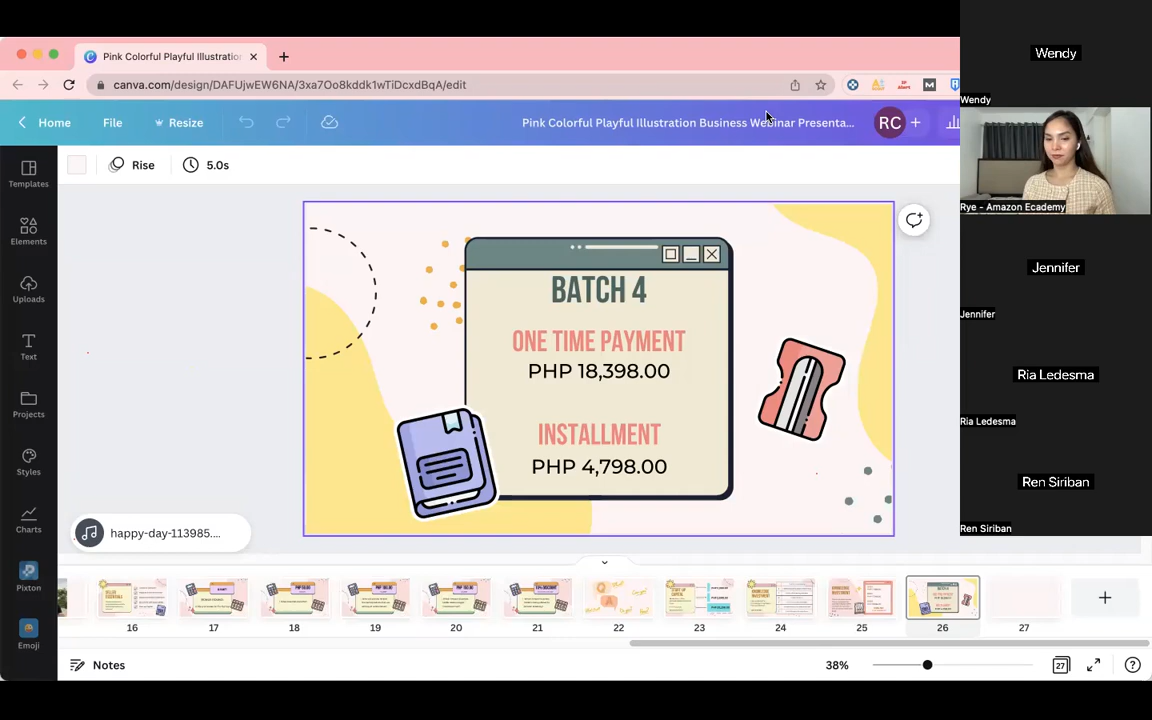 Pink Colorful Playful Illustration
canva.com/design/DAFUjwEW6NA/3xa7Oo8kddk1wTiDcxdBqA/edit
Home
File
Resize
Pink Colorful Playful Illustration Business Webinar Presenta...
RC
Rise
5.0s
Templates
Elements
Uploads
Text
Projects
Styles
Charts
Pixton
Emoji
BATCH 4
ONE TIME PAYMENT
PHP 18,398.00
INSTALLMENT
PHP 4,798.00
happy-day-113985....
16
17
18
19
20
21
22
23
24
25
26
27
Notes
38%
27
Wendy
Wendy
Rye - Amazon Ecademy
Jennifer
Jennifer
Ria Ledesma
Ria Ledesma
Ren Siriban
Ren Siriban